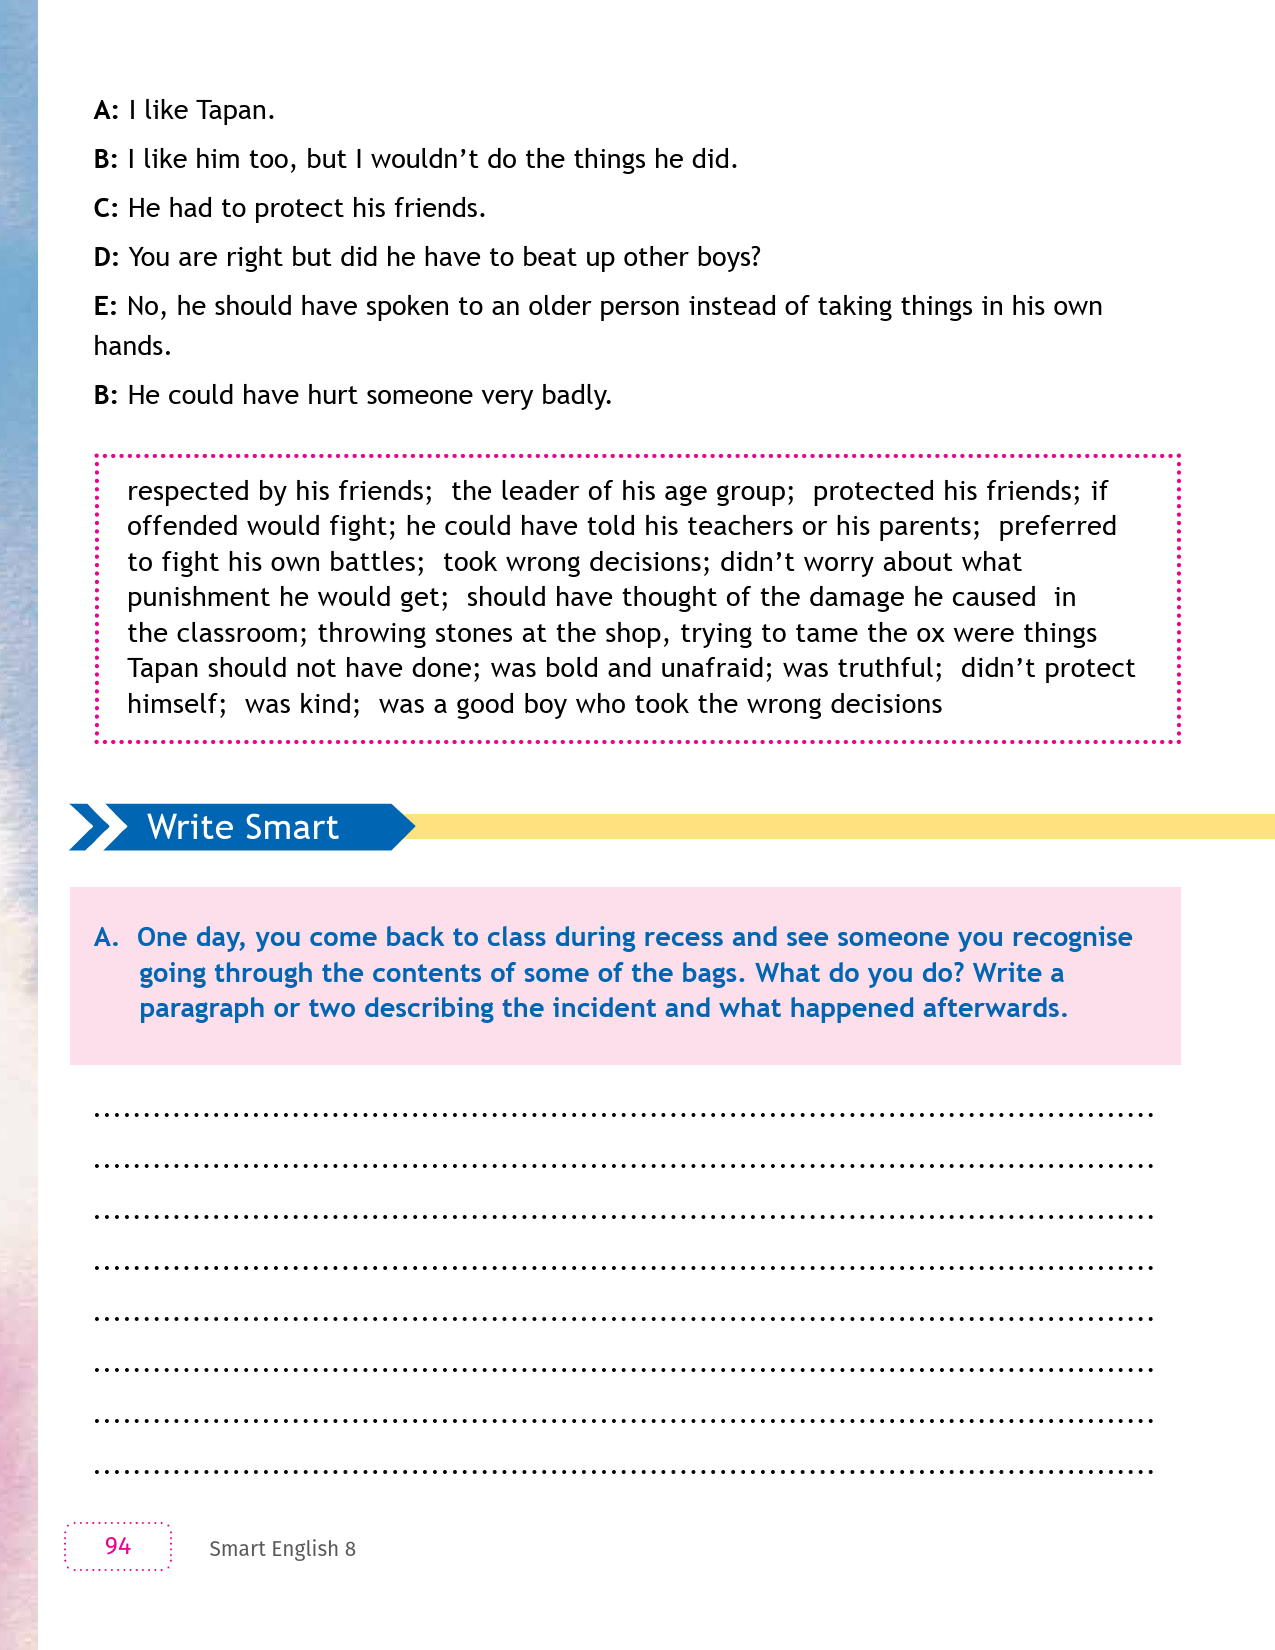 A: I like Tapan.
B: I like him too, but I wouldn’t do the things he did.
C: He had to protect his friends.
D: You are right but did he have to beat up other boys?
E: No, he should have spoken to an older person instead of taking things in his own
hands.
B: He could have hurt someone very badly.
respected by his friends;  the leader of his age group;  protected his friends; if
offended would fight; he could have told his teachers or his parents;  preferred
to fight his own battles;  took wrong decisions; didn’t worry about what
punishment he would get;  should have thought of the damage he caused  in
the classroom; throwing stones at the shop, trying to tame the ox were things
Tapan should not have done; was bold and unafraid; was truthful;  didn’t protect
himself;  was kind;  was a good boy who took the wrong decisions
Write Smart
A. One day, you come back to class during recess and see someone you recognise
going through the contents of some of the bags. What do you do? Write a
paragraph or two describing the incident and what happened afterwards.
94
Smart English 8